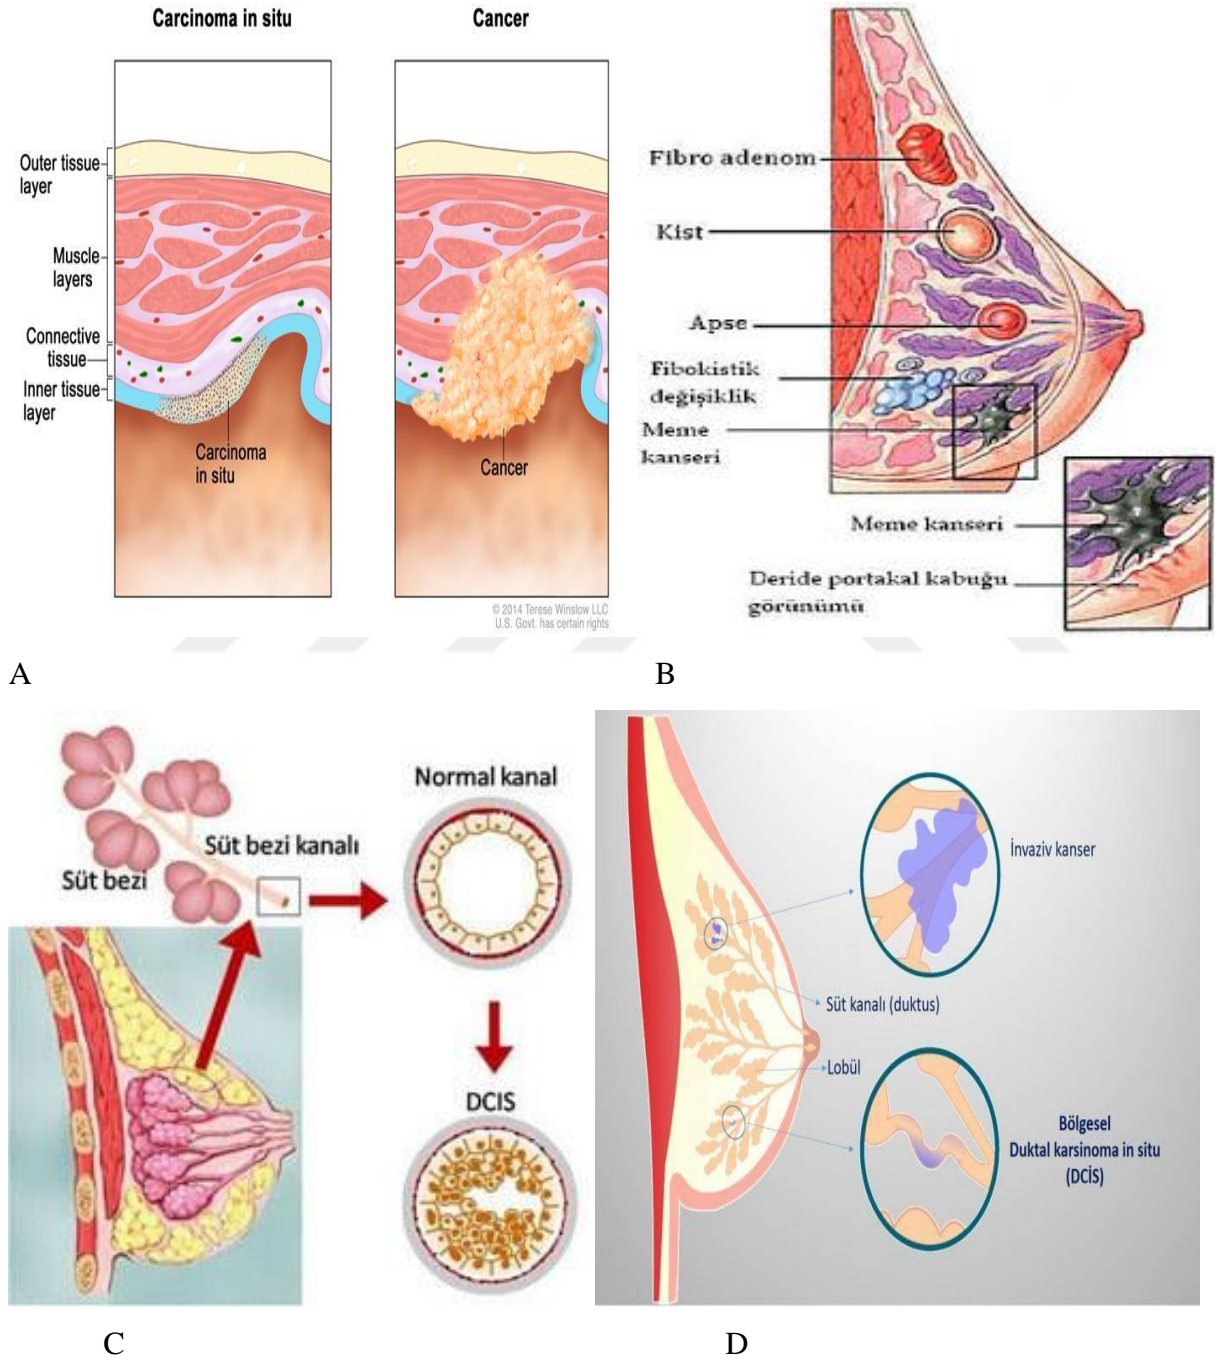 Carcinoma in situ
Cancer
Outer tissue
layer
Muscle
layers
Connective
tissue
Inner tissue
layer
Carcinoma
in situ
Cancer
© 2014 Terese Winslow LLC
U.S. Govt. has certain rights
Fibro adenom
Kist
Apse
Fibokistik
değişiklik
Meme
kanseri
Meme kanseri
Deride portakal kabuğu
görünümü
A
B
Normal kanal
Süt bezi kanalı
Süt bezi
DCIS
İnvaziv kanser
Süt kanalı (duktus)
Lobül
Bölgesel
Duktal karsinoma in situ
(DCİS)
C
D